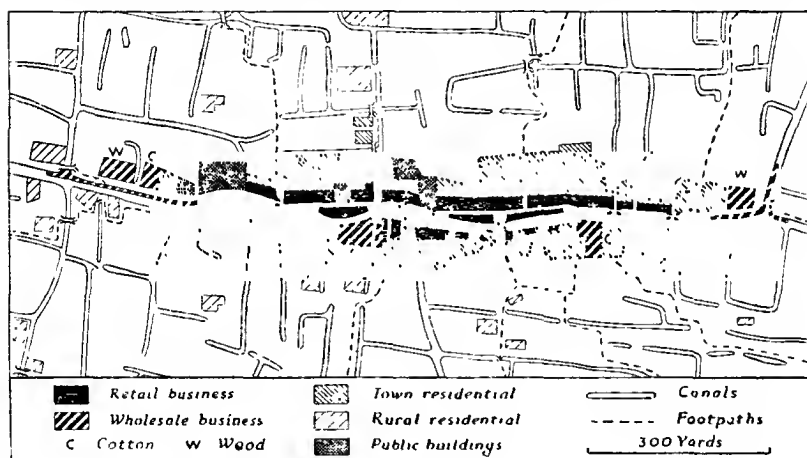 W
C
W
C
Retail business
Town residential
Canals
Wholesale business
Rural residential
Footpaths
C Cotton W Wood
Public buildings
300 Yards